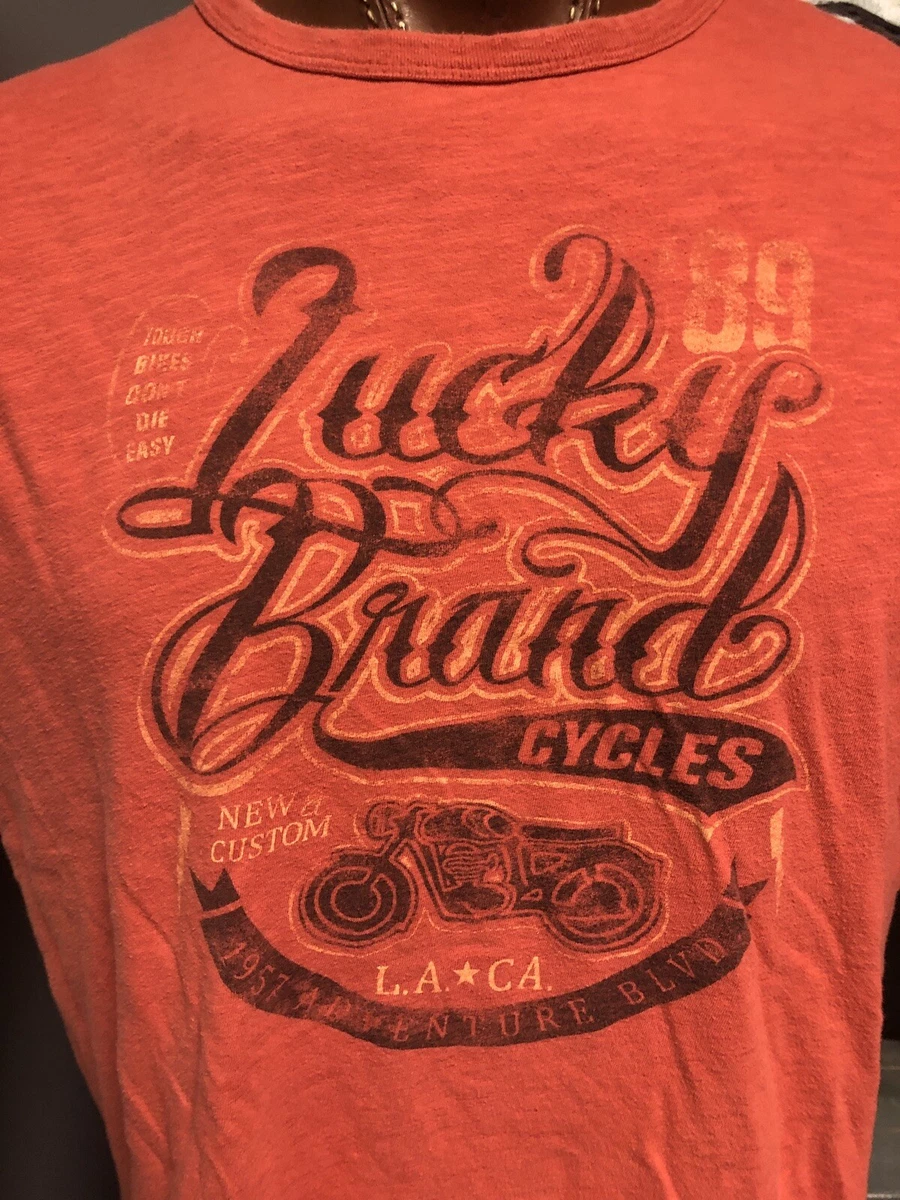 '89
Lucky
TOUGH
BIKES
DON'T
DIE
EASY
Brand
CYCLES
NEW &
CUSTOM
L.A.★CA.
1957 ADVENTURE BLVD